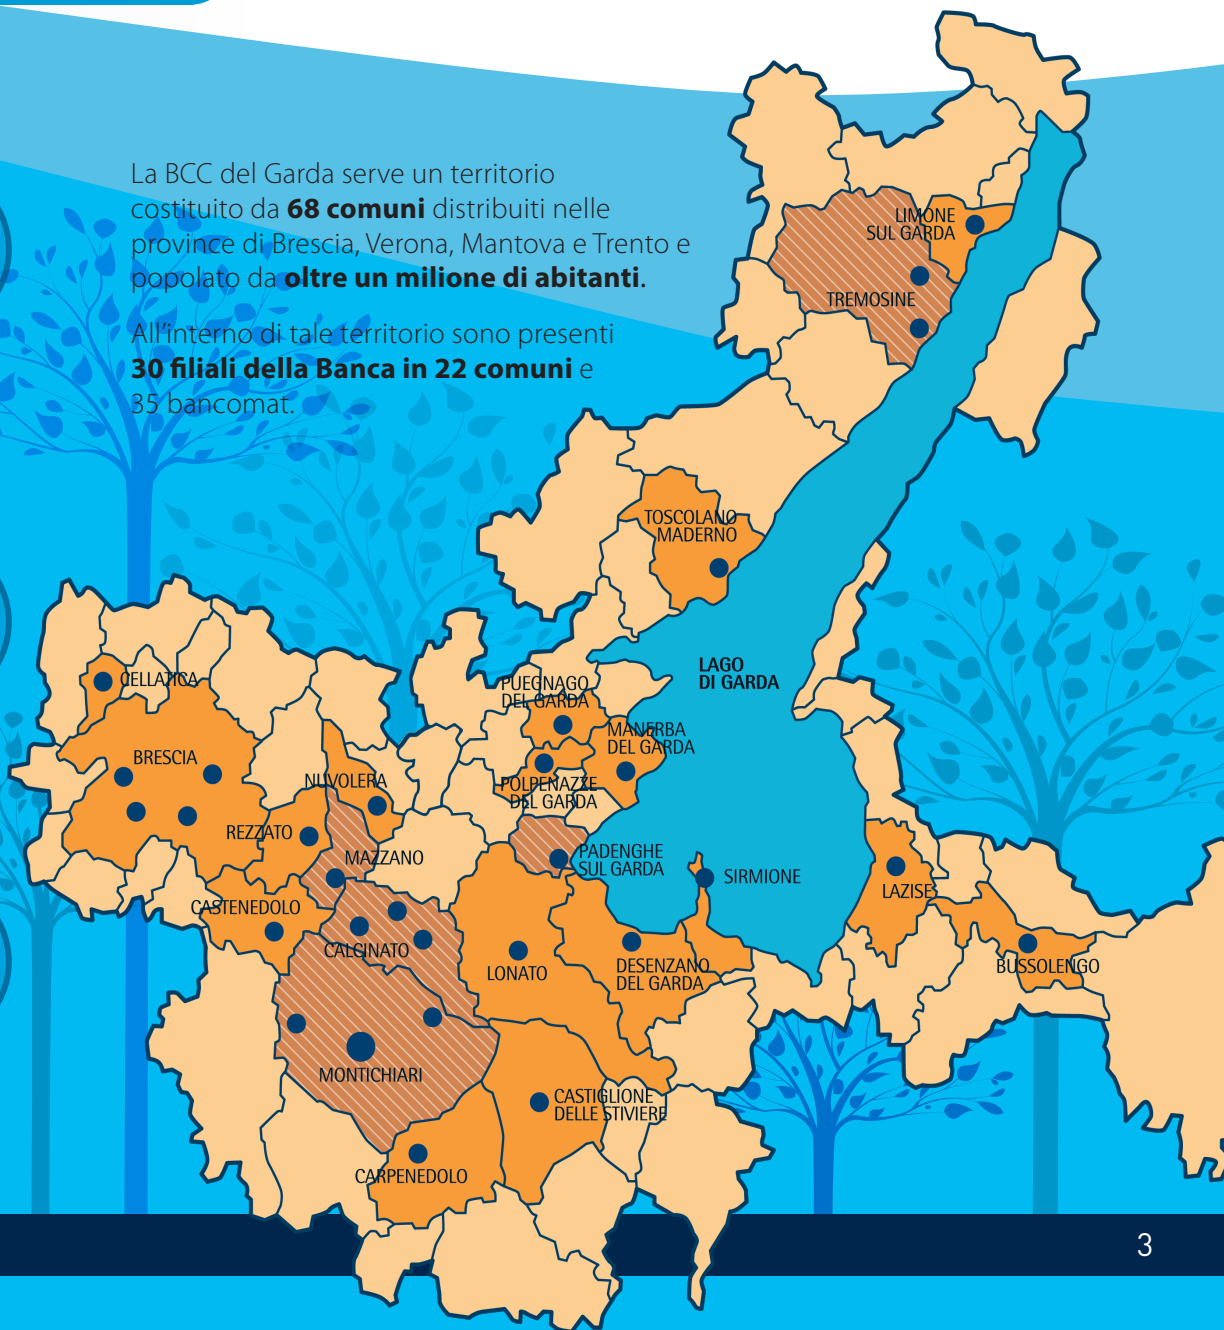 La BCC del Garda serve un territorio
costituito da 68 comuni distribuiti nelle
province di Brescia, Verona, Mantova e Trento e
popolato da oltre un milione di abitanti.
All'interno di tale territorio sono presenti
30 filiali della Banca in 22 comuni e
35 bancomat.
LIMONE
SUL GARDA
TREMOSINE
TOSCOLANO
MADERNO
LAGO
DI GARDA
CELLATICA
PUEGNAGO
DEL GARDA
MANERBA
DEL GARDA
BRESCIA
NUVOLERA
POLPENAZZE
DEL GARDA
REZZATO
MAZZANO
PADENGHE
SUL GARDA
SIRMIONE
LAZISE
CASTENEDOLO
CALCINATO
LONATO
DESENZANO
DEL GARDA
BUSSOLENGO
MONTICHIARI
CASTIGLIONE
DELLE STIVIERE
CARPENEDOLO
3